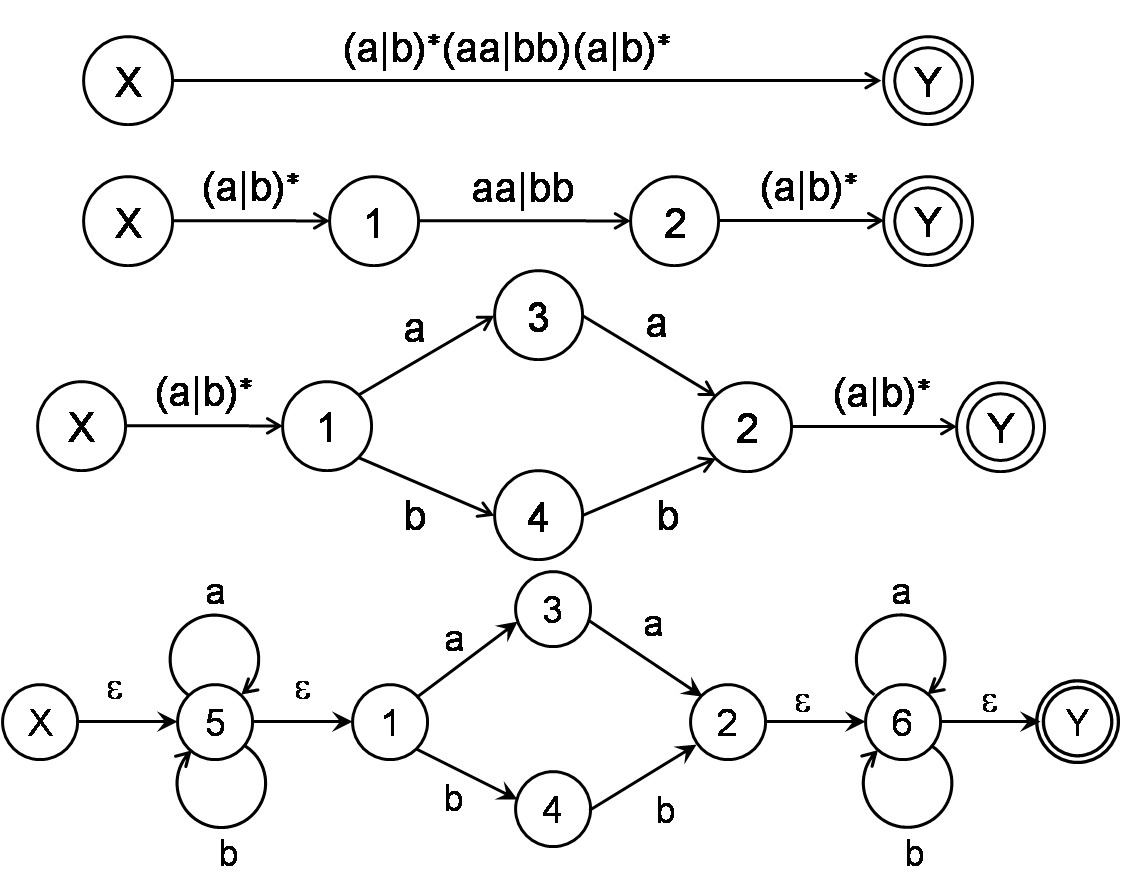 (a|b)*(aa|bb)(a|b)*
X Y
(a|b)* aa|bb (a|b)*
X 1 2 Y
3
a a
(a|b)* (a|b)*
X 1 2 Y
b 4 b
a 3 a
a a
ε ε ε ε
X 5 1 2 6 Y
b 4 b
b b